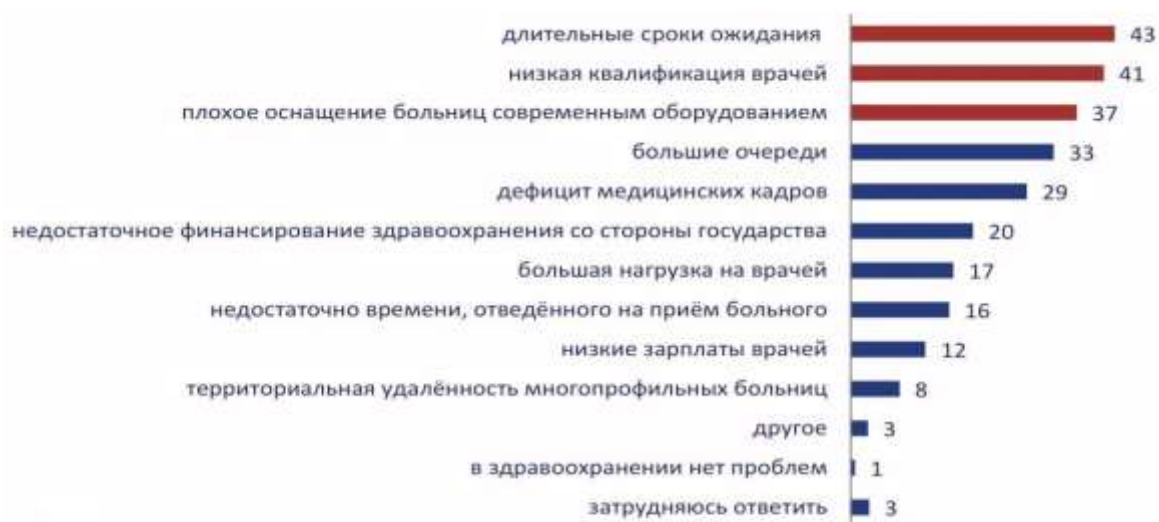 длительные сроки ожидания 43
низкая квалификация врачей 41
плохое оснащение больниц современным оборудованием 37
большие очереди 33
дефицит медицинских кадров 29
недостаточное финансирование здравоохранения со стороны государства 20
большая нагрузка на врачей 17
недостаточно времени, отведённого на приём больного 16
низкие зарплаты врачей 12
территориальная удалённость многопрофильных больниц 8
другое 3
в здравоохранении нет проблем 1
затрудняюсь ответить 3